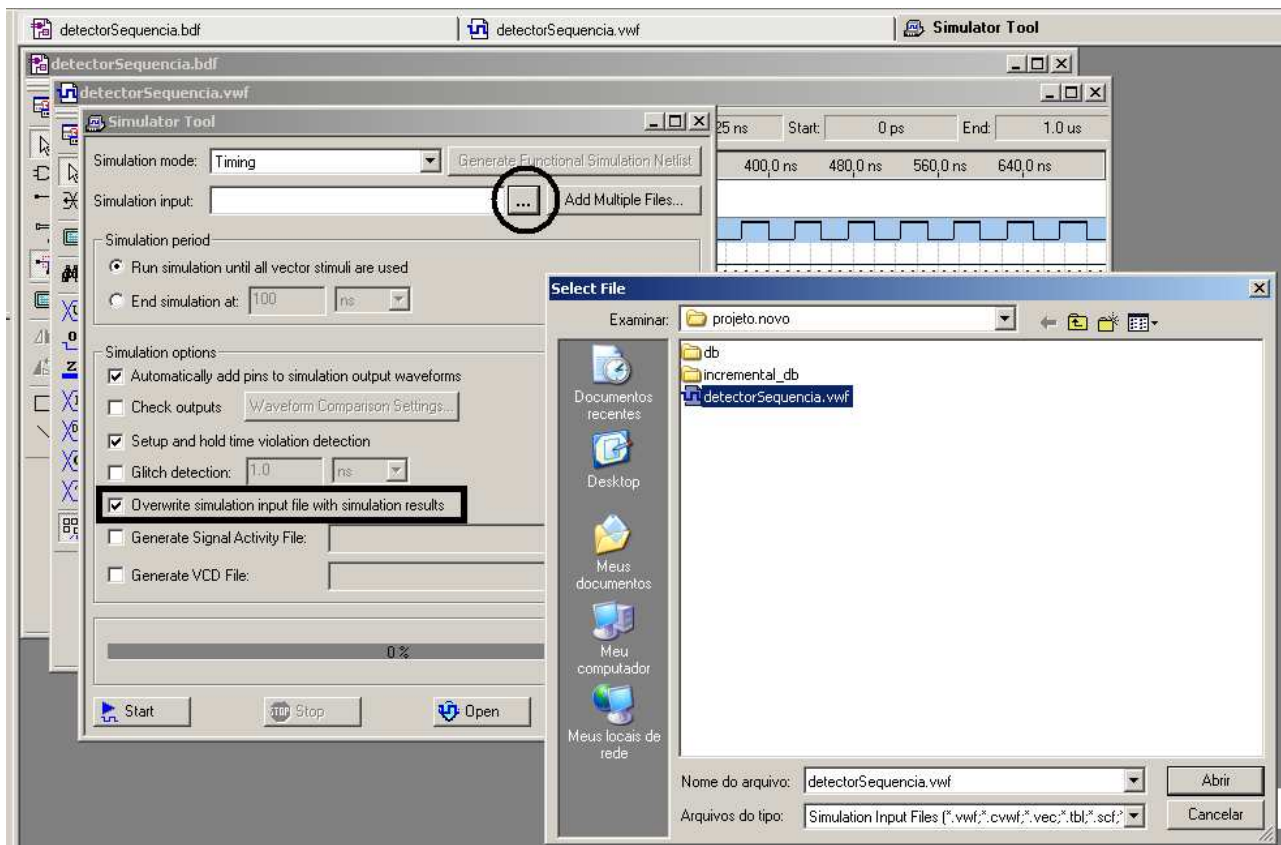 detectorSequencia.bdf
detectorSequencia.vwf
Simulator Tool
detectorSequencia.bdf
detectorSequencia.vwf
Simulator Tool
25 ns Start: 0 ps End: 1.0 us
Simulation mode: Timing Generate Functional Simulation Netlist
400,0 ns 480,0 ns 560,0 ns 640,0 ns
Simulation input: ... Add Multiple Files...
Simulation period
Run simulation until all vector stimuli are used
End simulation at: 100 ns
Simulation options
Automatically add pins to simulation output waveforms
Check outputs Waveform Comparison Settings...
Setup and hold time violation detection
Glitch detection: 1.0 ns
Overwrite simulation input file with simulation results
Generate Signal Activity File:
Generate VCD File:
0 %
Start Stop Open
Select File
Examinar: projeto.novo
db
incremental_db
detectorSequencia.vwf
Documentos
recentes
Desktop
Meus
documentos
Meu
computador
Meus locais de
rede
Nome do arquivo: detectorSequencia.vwf Abrir
Arquivos do tipo: Simulation Input Files (*.vwf;*.cvwf;*.vec;*.tbl;*.scf;* Cancelar